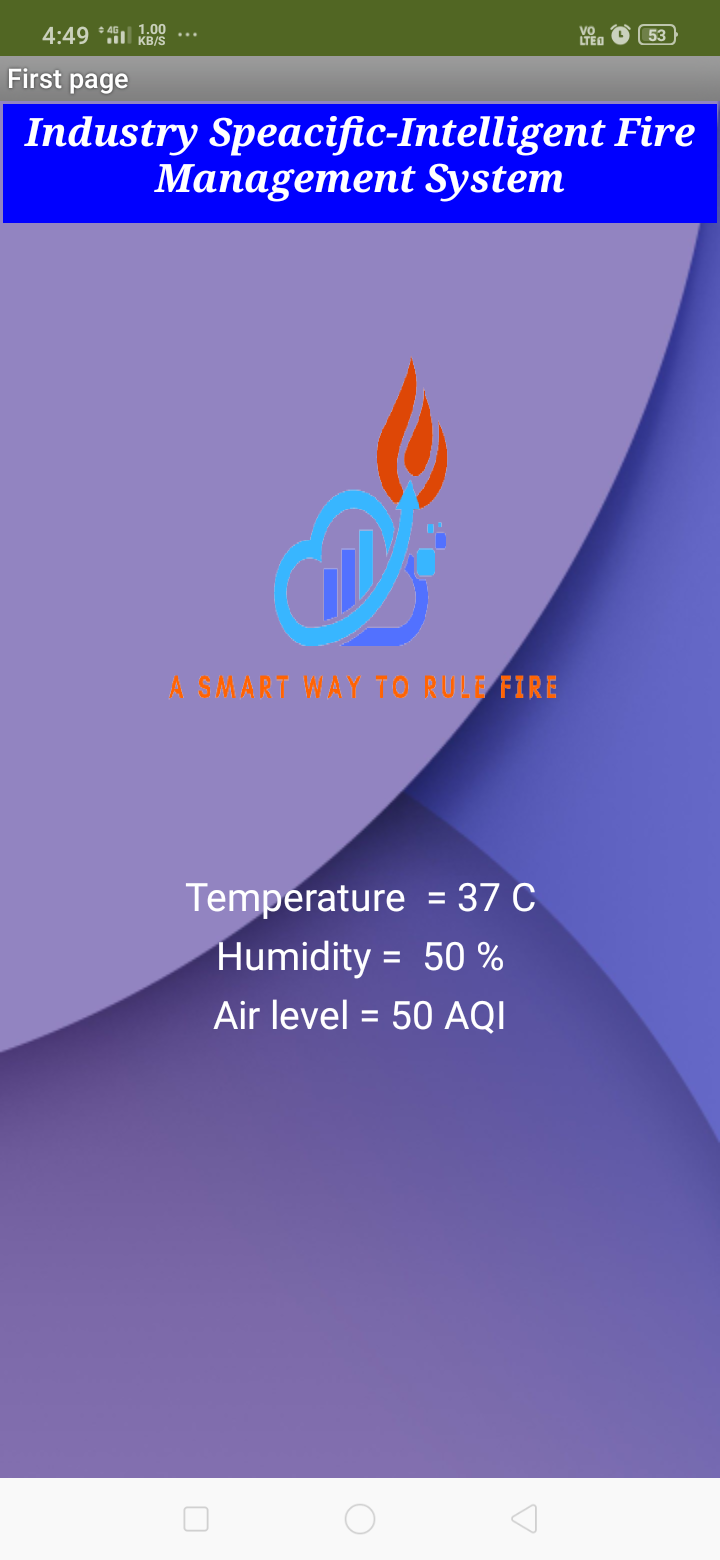 4:49 4G 1.00 KB/S ... VO LTE 53
First page
Industry Speacific-Intelligent Fire
Management System
A SMART WAY TO RULE FIRE
Temperature  = 37 C
Humidity =  50 %
Air level = 50 AQI